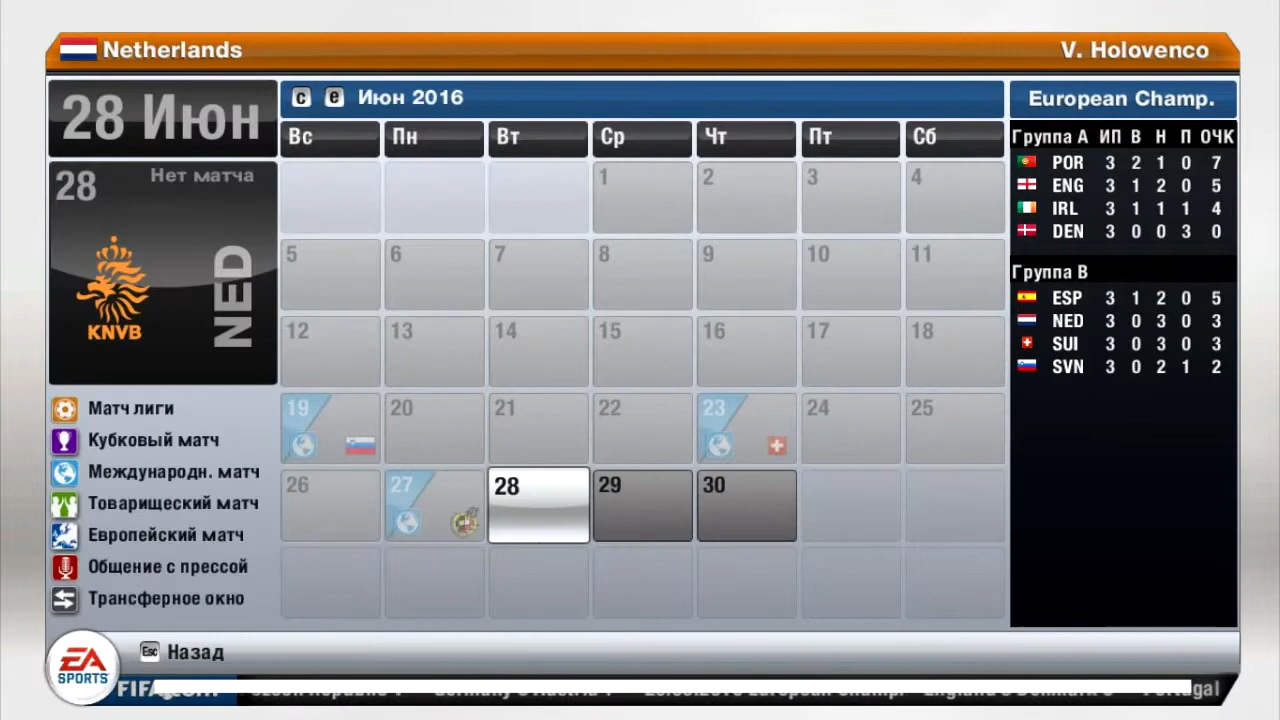 Netherlands
V. Holovenco
28 Июн
c e Июн 2016
European Champ.
Вс Пн Вт Ср Чт Пт Сб
28 Нет матча
NED
KNVB
1 2 3 4
5 6 7 8 9 10 11
12 13 14 15 16 17 18
19 20 21 22 23 24 25
26 27 28 29 30
Группа A ИП В Н П ОЧК
POR 3 2 1 0 7
ENG 3 1 2 0 5
IRL 3 1 1 1 4
DEN 3 0 0 3 0
Группа B
ESP 3 1 2 0 5
NED 3 0 3 0 3
SUI 3 0 3 0 3
SVN 3 0 2 1 2
Матч лиги
Кубковый матч
Международн. матч
Товарищеский матч
Европейский матч
Общение с прессой
Трансферное окно
Esc Назад
EA
SPORTS